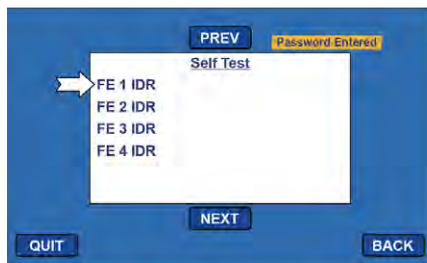 PREV
Password Entered
Self Test
FE 1 IDR
FE 2 IDR
FE 3 IDR
FE 4 IDR
NEXT
QUIT
BACK